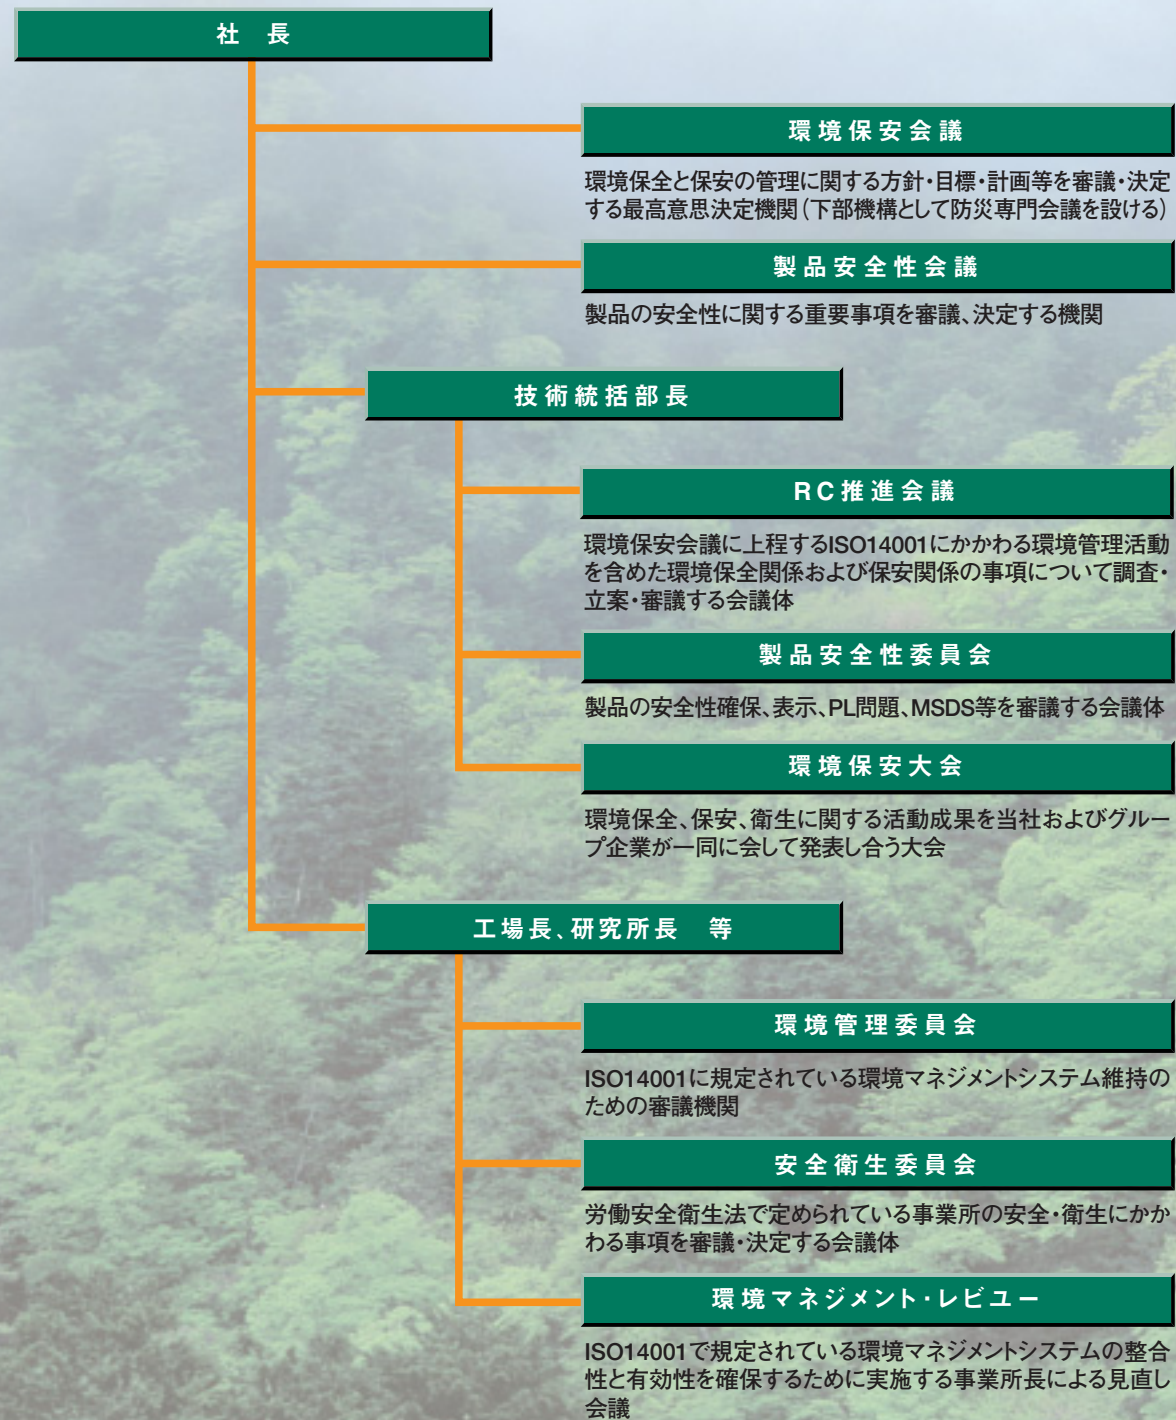 社　長
環境保安会議
環境保全と保安の管理に関する方針・目標・計画等を審議・決定
する最高意思決定機関（下部機構として防災専門会議を設ける）
製品安全性会議
製品の安全性に関する重要事項を審議、決定する機関
技術統括部長
RC推進会議
環境保安会議に上程するISO14001にかかわる環境管理活動
を含めた環境保全関係および保安関係の事項について調査・
立案・審議する会議体
製品安全性委員会
製品の安全性確保、表示、PL問題、MSDS等を審議する会議体
環境保安大会
環境保全、保安、衛生に関する活動成果を当社およびグルー
プ企業が一同に会して発表し合う大会
工場長、研究所長　等
環境管理委員会
ISO14001に規定されている環境マネジメントシステム維持の
ための審議機関
安全衛生委員会
労働安全衛生法で定められている事業所の安全・衛生にかか
わる事項を審議・決定する会議体
環境マネジメント・レビュー
ISO14001で規定されている環境マネジメントシステムの整合
性と有効性を確保するために実施する事業所長による見直し
会議